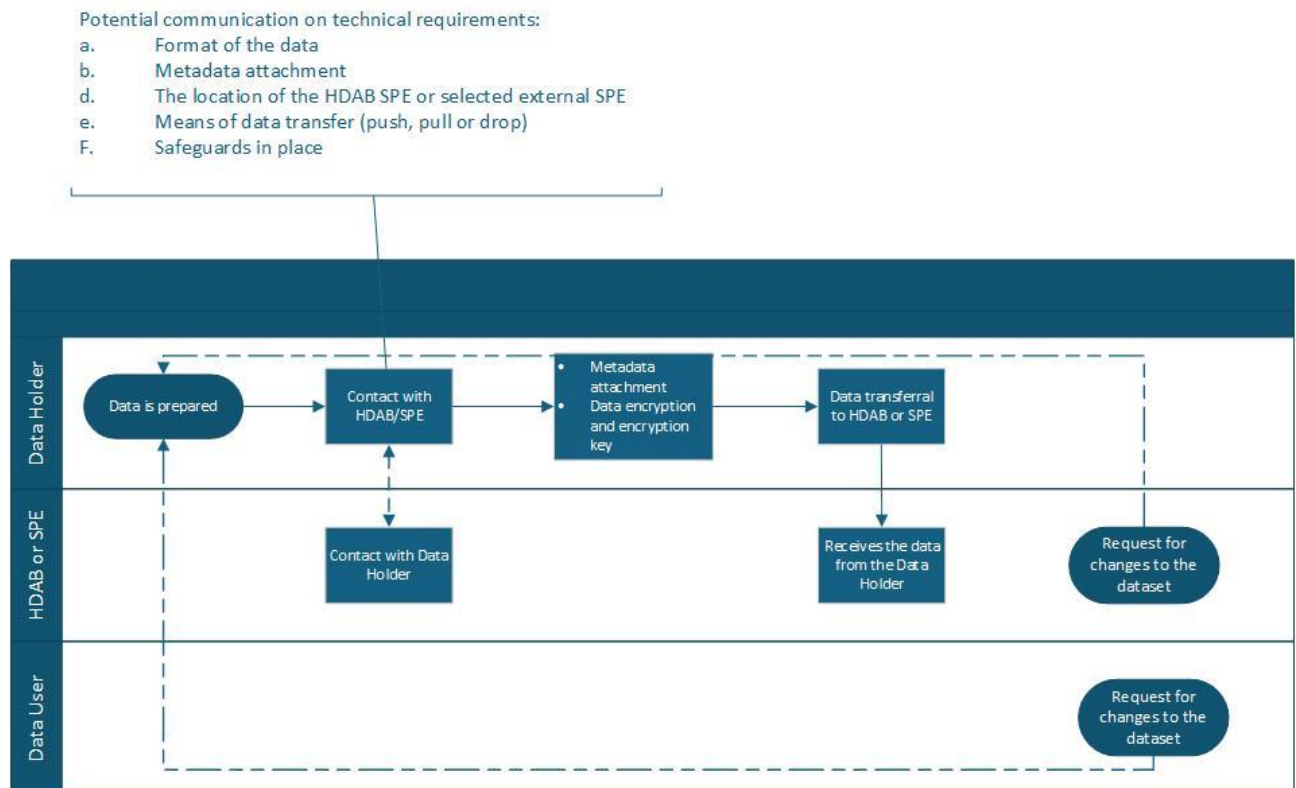 Potential communication on technical requirements:
a. Format of the data
b. Metadata attachment
d. The location of the HDAB SPE or selected external SPE
e. Means of data transfer (push, pull or drop)
F. Safeguards in place
Data Holder
Data is prepared
Contact with
HDAB/SPE
• Metadata
attachment
• Data encryption
and encryption
key
Data transferral
to HDAB or SPE
HDAB or SPE
Contact with Data
Holder
Receives the data
from the Data
Holder
Request for
changes to the
dataset
Data User
Request for
changes to the
dataset